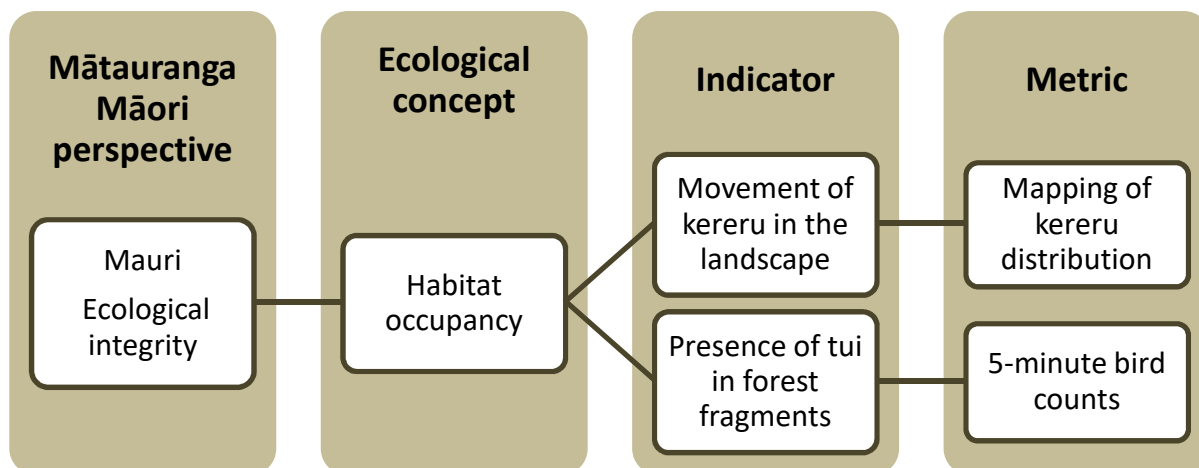 Mātauranga
Māori
perspective
Ecological
concept
Indicator
Metric
Mauri
Ecological
integrity
Habitat
occupancy
Movement of
kereru in the
landscape
Mapping of
kereru
distribution
Presence of tui
in forest
fragments
5-minute bird
counts